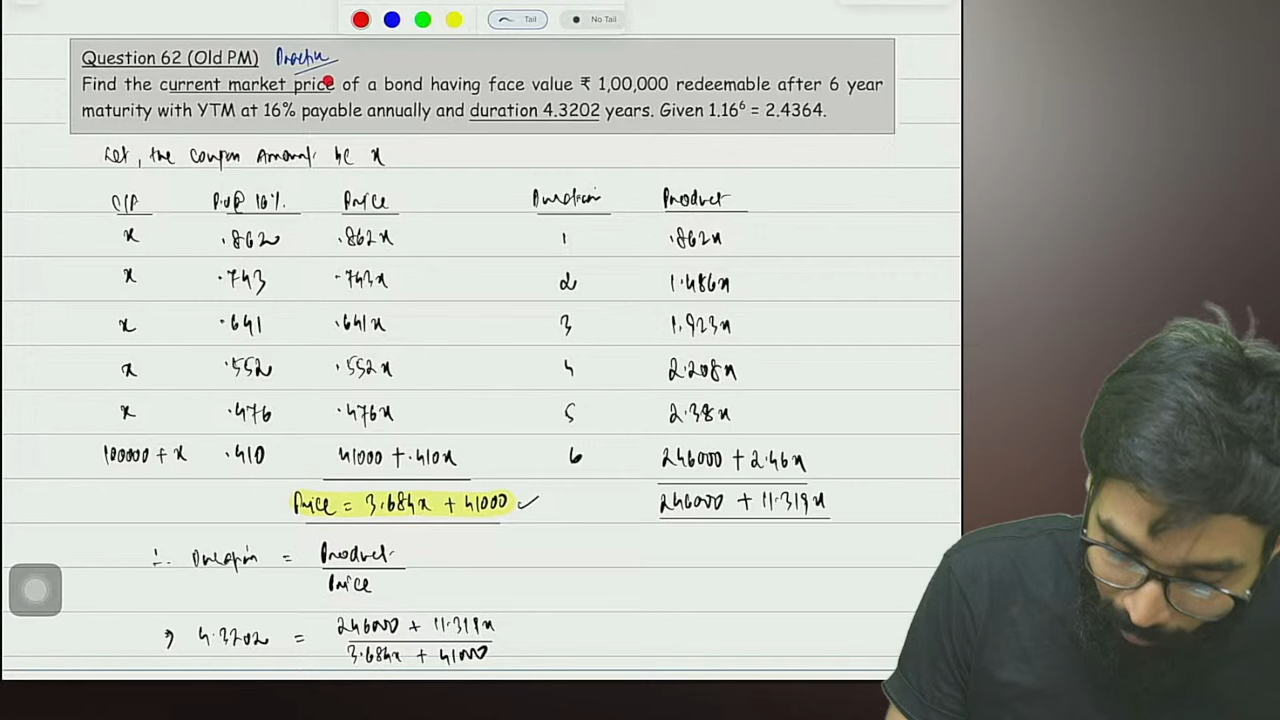 Tail
No Tail
Question 62 (Old PM) Practice
Find the current market price of a bond having face value ₹ 1,00,000 redeemable after 6 year
maturity with YTM at 16% payable annually and duration 4.3202 years. Given 1.16⁶ = 2.4364.
Let, the Coupon Amount be x
P.V@ 16% Price Duration Product
x .862 .862x 1 .862x
x .743 .743x 2 1.486x
x .641 .641x 3 1.923x
x .552 .552x 4 2.208x
x .476 .476x 5 2.38x
100000 + x .410 41000 + .410x 6 246000 + 2.46x
Price = 3.684x + 41000 ✓ 246000 + 11.319x
∴ Duration = Product
Price
⇒ 4.3202 = 246000 + 11.319x
3.684x + 41000